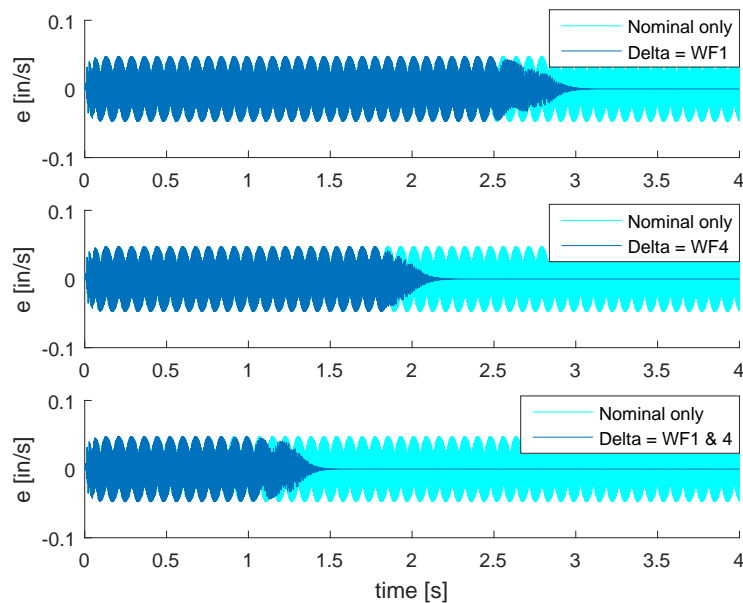 0.1
0
-0.1
e [in/s]
Nominal only
Delta = WF1
0 0.5 1 1.5 2 2.5 3 3.5 4
0.1
0
-0.1
e [in/s]
Nominal only
Delta = WF4
0 0.5 1 1.5 2 2.5 3 3.5 4
0.1
0
-0.1
e [in/s]
Nominal only
Delta = WF1 & 4
0 0.5 1 1.5 2 2.5 3 3.5 4
time [s]